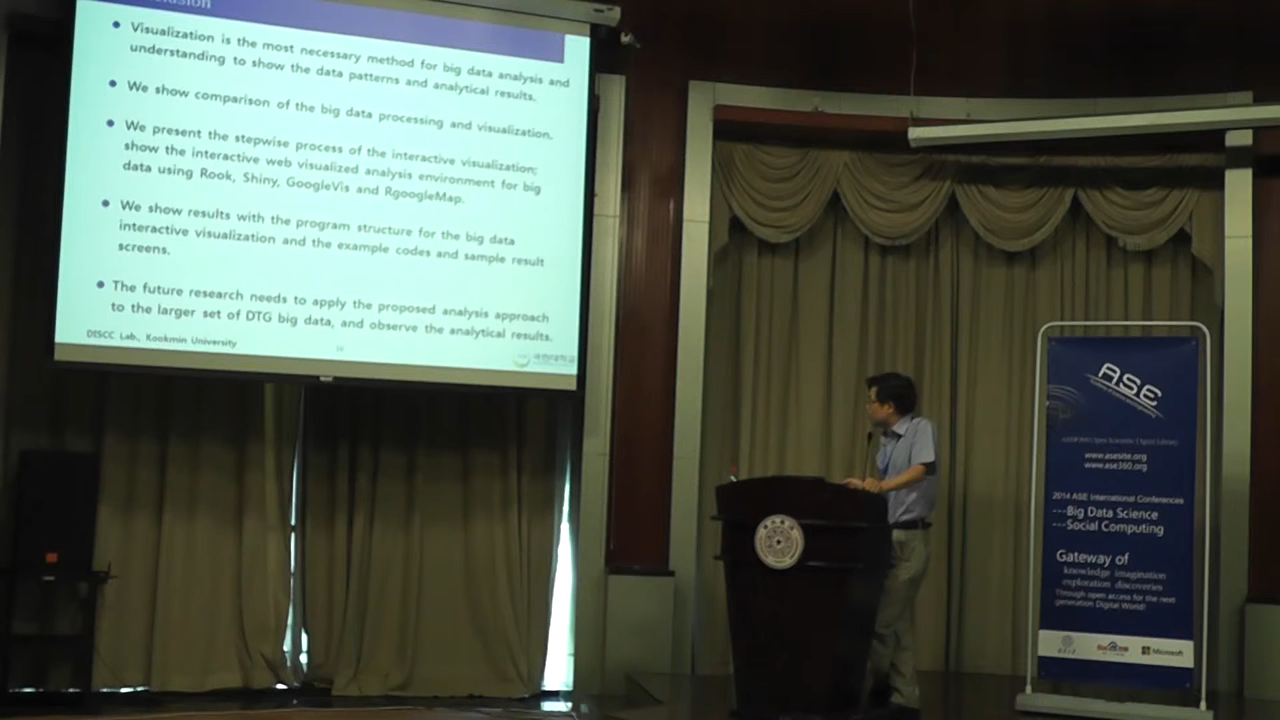 Visualization is the most necessary method for big data analysis and
understanding to show the data patterns and analytical results.
We show comparison of the big data processing and visualization.
We present the stepwise process of the interactive visualization;
show the interactive web visualized analysis environment for big
data using Rook, Shiny, GoogleVis and RgoogleMap.
We show results with the program structure for the big data
interactive visualization and the example codes and sample result
screens.
The future research needs to apply the proposed analysis approach
to the larger set of DTG big data, and observe the analytical results.
DISCC Lab., Kookmin University
ASE
www.asesite.org
www.ase360.org
2014 ASE International Conferences
---Big Data Science
---Social Computing
Gateway of
knowledge imagination
exploration discoveries
Through open access for the next
generation Digital World!
Microsoft